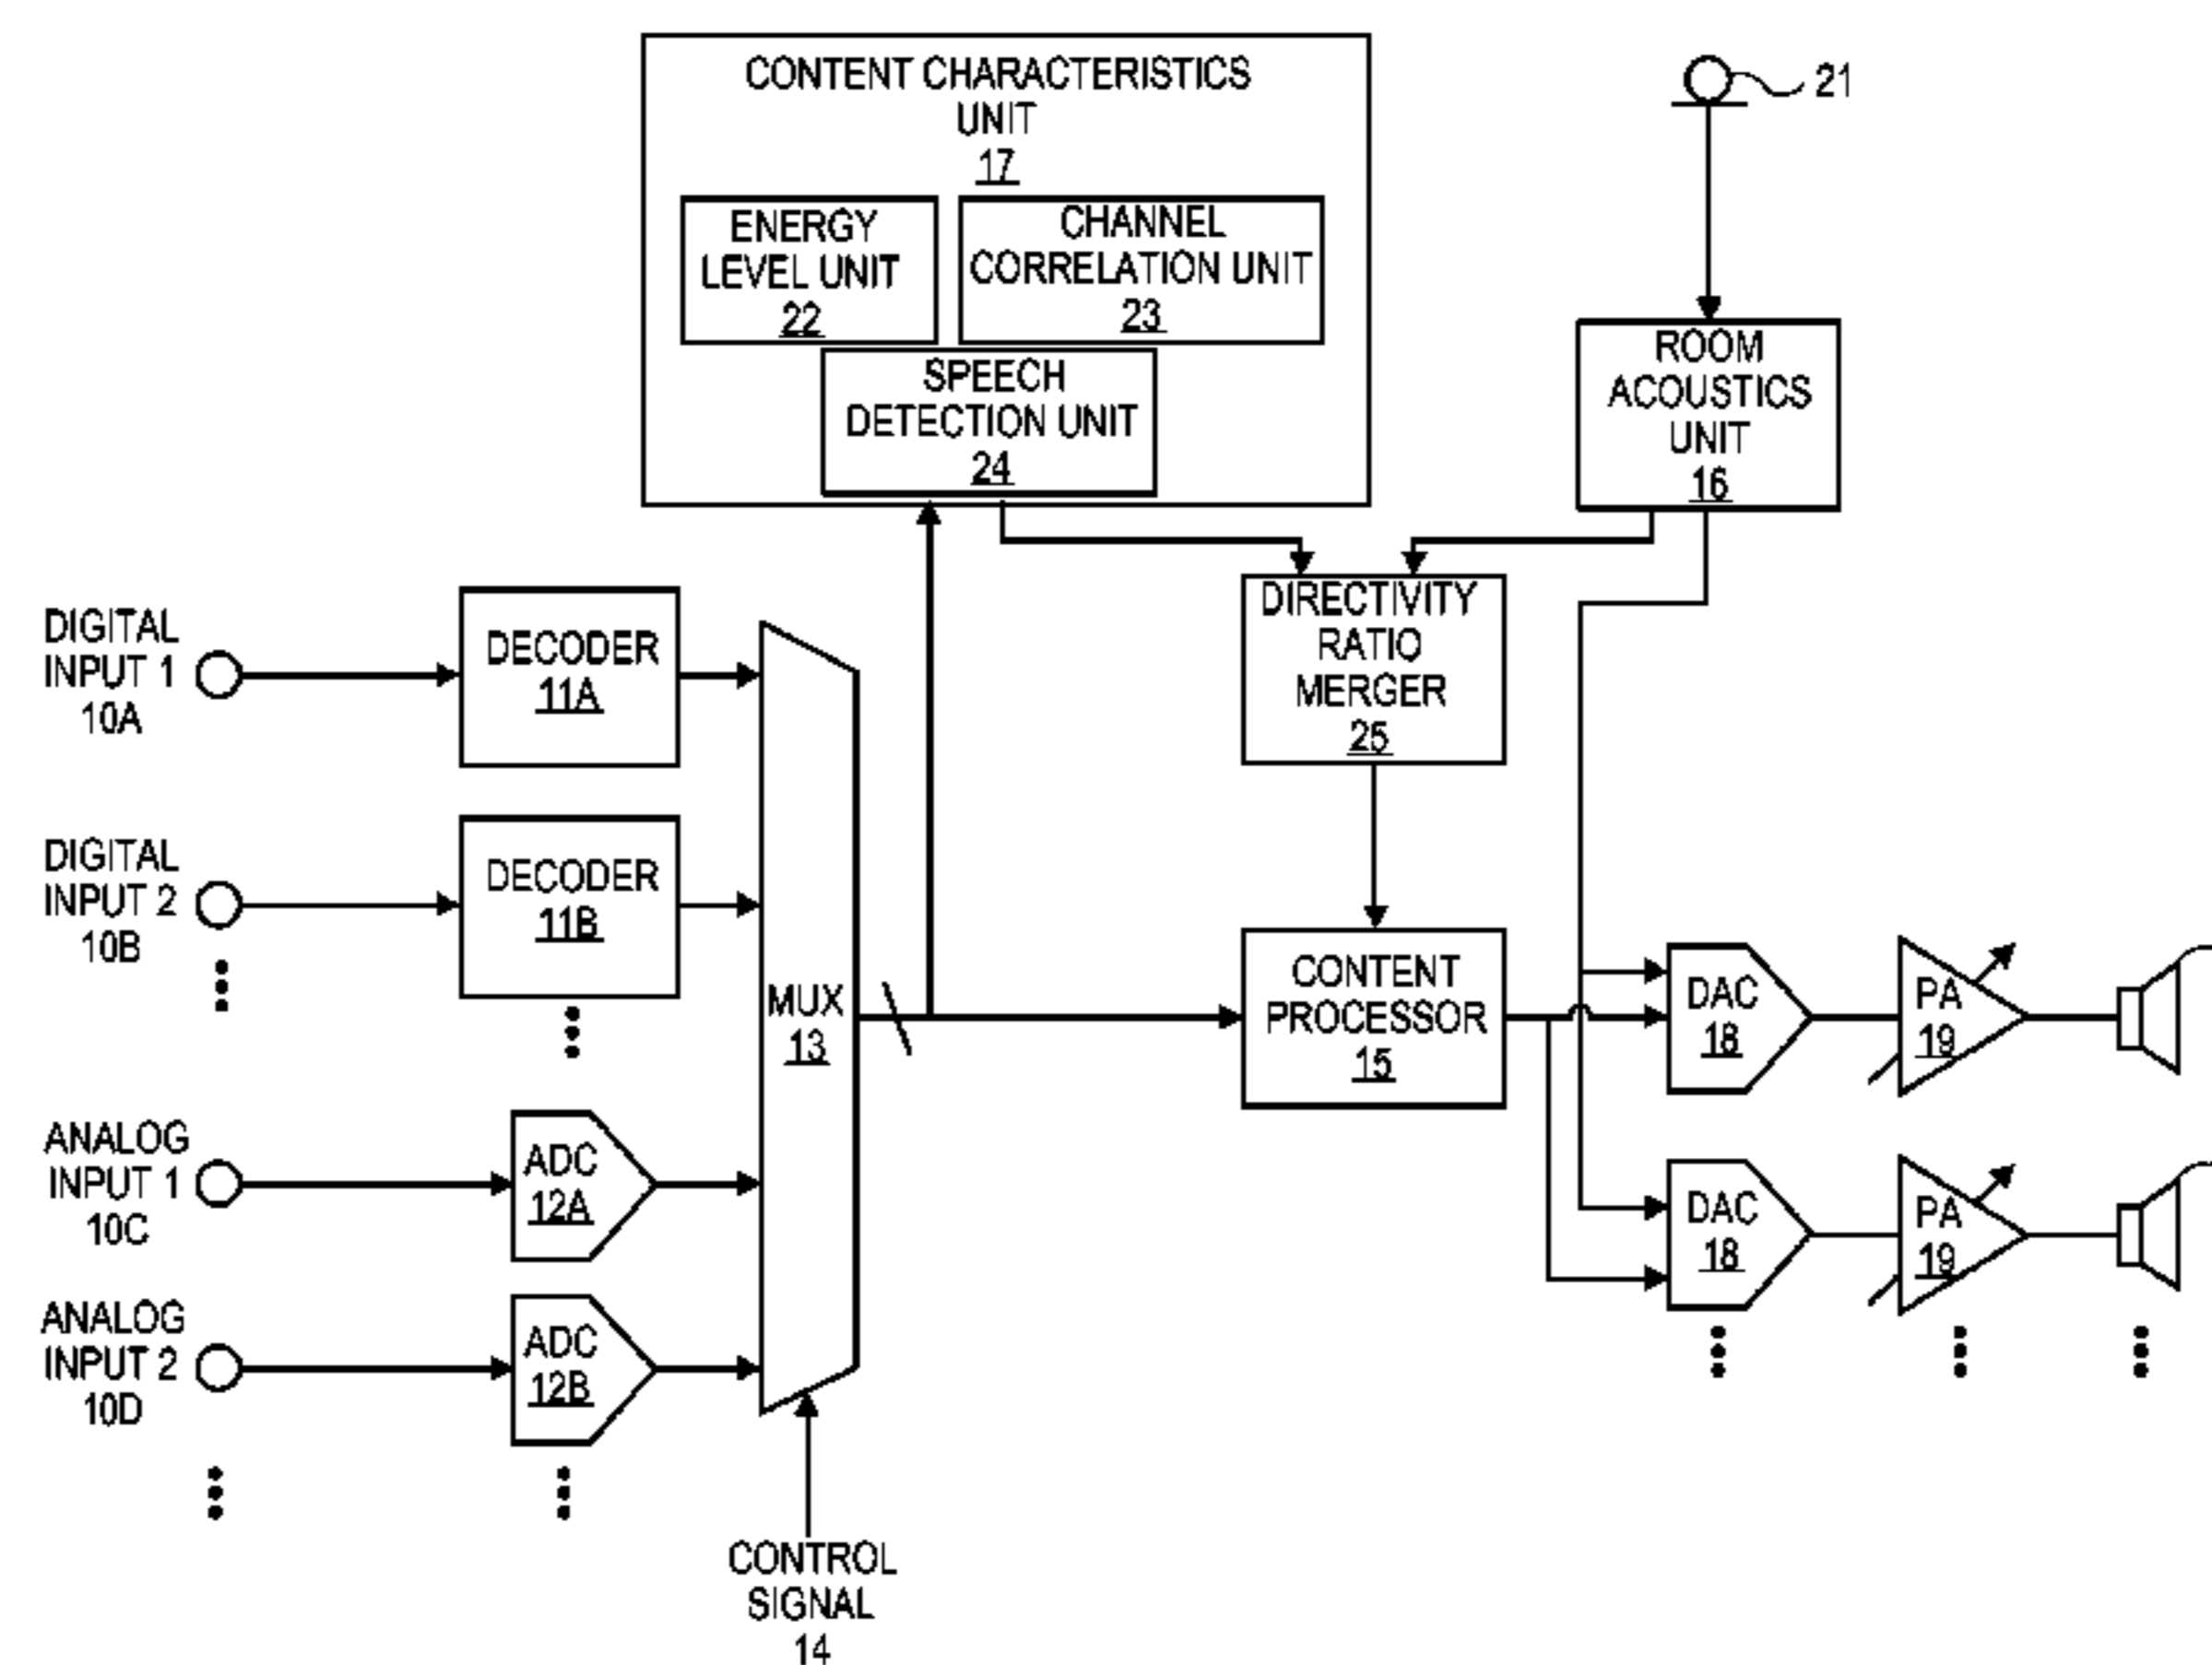 CONTENT CHARACTERISTICS
UNIT
17
ENERGY
LEVEL UNIT
22
CHANNEL
CORRELATION UNIT
23
SPEECH
DETECTION UNIT
24
21
ROOM
ACOUSTICS
UNIT
16
DIGITAL
INPUT 1
10A
DECODER
11A
DIRECTIVITY
RATIO
MERGER
25
DIGITAL
INPUT 2
10B
DECODER
11B
MUX
13
CONTENT
PROCESSOR
15
DAC
18
PA
19
ANALOG
INPUT 1
10C
ADC
12A
DAC
18
PA
19
ANALOG
INPUT 2
10D
ADC
12B
CONTROL
SIGNAL
14